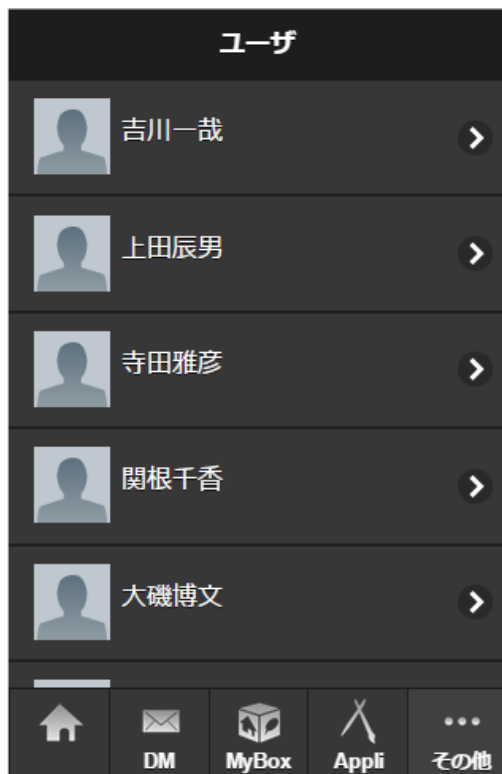 ユーザ
吉川一哉
上田辰男
寺田雅彦
関根千香
大磯博文
DM
MyBox
Appli
その他